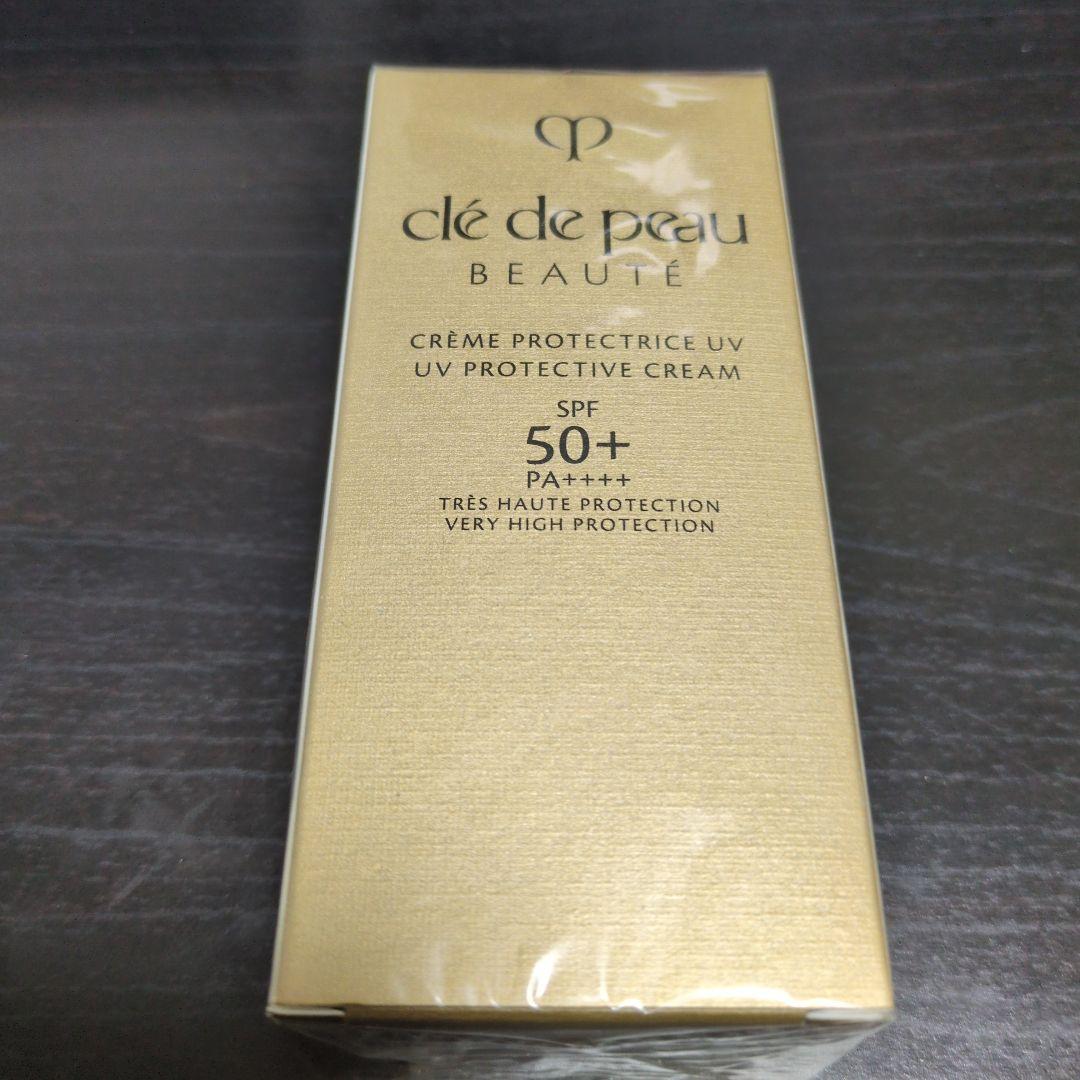 clé de peau
BEAUTÉ
CRÈME PROTECTRICE UV
UV PROTECTIVE CREAM
SPF
50+
PA++++
TRÈS HAUTE PROTECTION
VERY HIGH PROTECTION